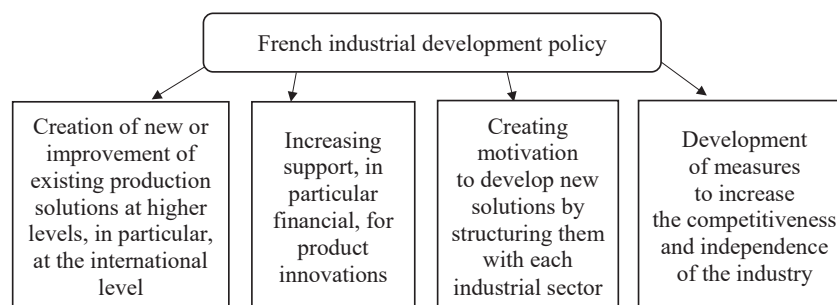 French industrial development policy
Creation of new or
improvement of
existing production
solutions at higher
levels, in particular,
at the international
level
Increasing
support, in
particular
financial, for
product
innovations
Creating
motivation
to develop new
solutions by
structuring them
with each
industrial sector
Development
of measures
to increase
the competitiveness
and independence
of the industry